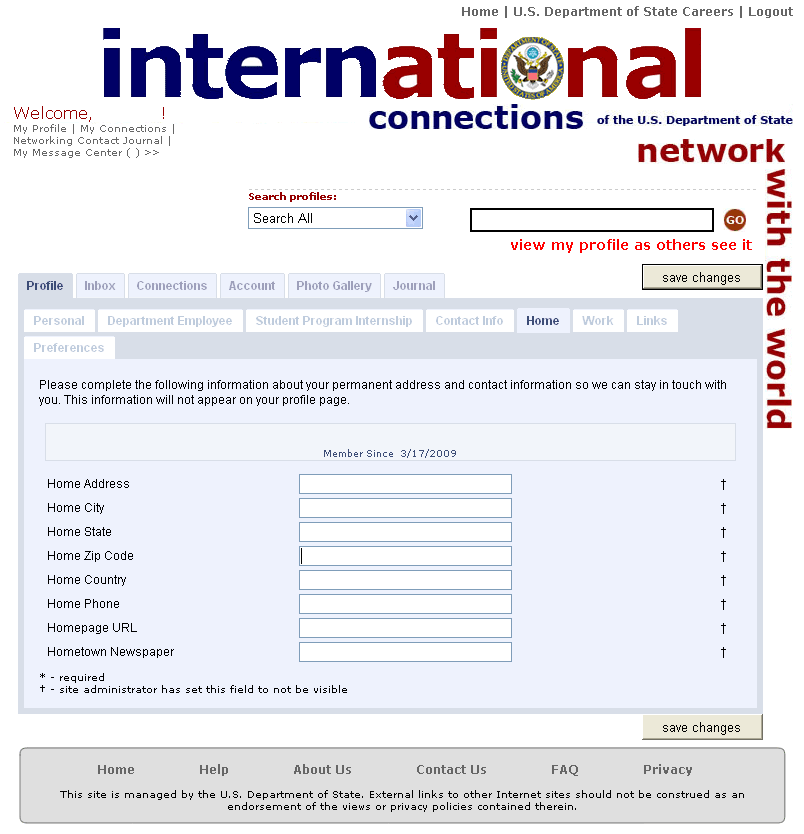 Home | U.S. Department of State Careers | Logout
international
connections of the U.S. Department of State
network
with the world
Welcome, !
My Profile | My Connections |
Networking Contact Journal |
My Message Center ( ) >>
Search profiles:
Search All GO
view my profile as others see it
Profile Inbox Connections Account Photo Gallery Journal save changes
Personal Department Employee Student Program Internship Contact Info Home Work Links
Preferences
Please complete the following information about your permanent address and contact information so we can stay in touch with
you. This information will not appear on your profile page.
Member Since 3/17/2009
Home Address †
Home City †
Home State †
Home Zip Code †
Home Country †
Home Phone †
Homepage URL †
Hometown Newspaper †
* - required
† - site administrator has set this field to not be visible
save changes
Home Help About Us Contact Us FAQ Privacy
This site is managed by the U.S. Department of State. External links to other Internet sites should not be construed as an
endorsement of the views or privacy policies contained therein.